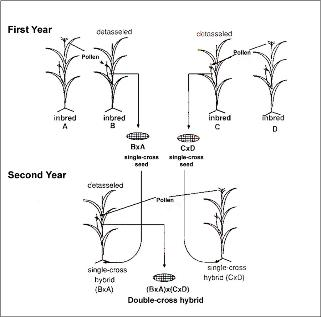 First Year
detasseled
detasseled
Pollen
Pollen
inbred
A
inbred
B
inbred
C
inbred
D
BxA
CxD
single-cross
seed
single-cross
seed
Second Year
detasseled
Pollen
single-cross
hybrid
(BxA)
single-cross
hybrid (CxD)
(BxA)x(CxD)
Double-cross hybrid